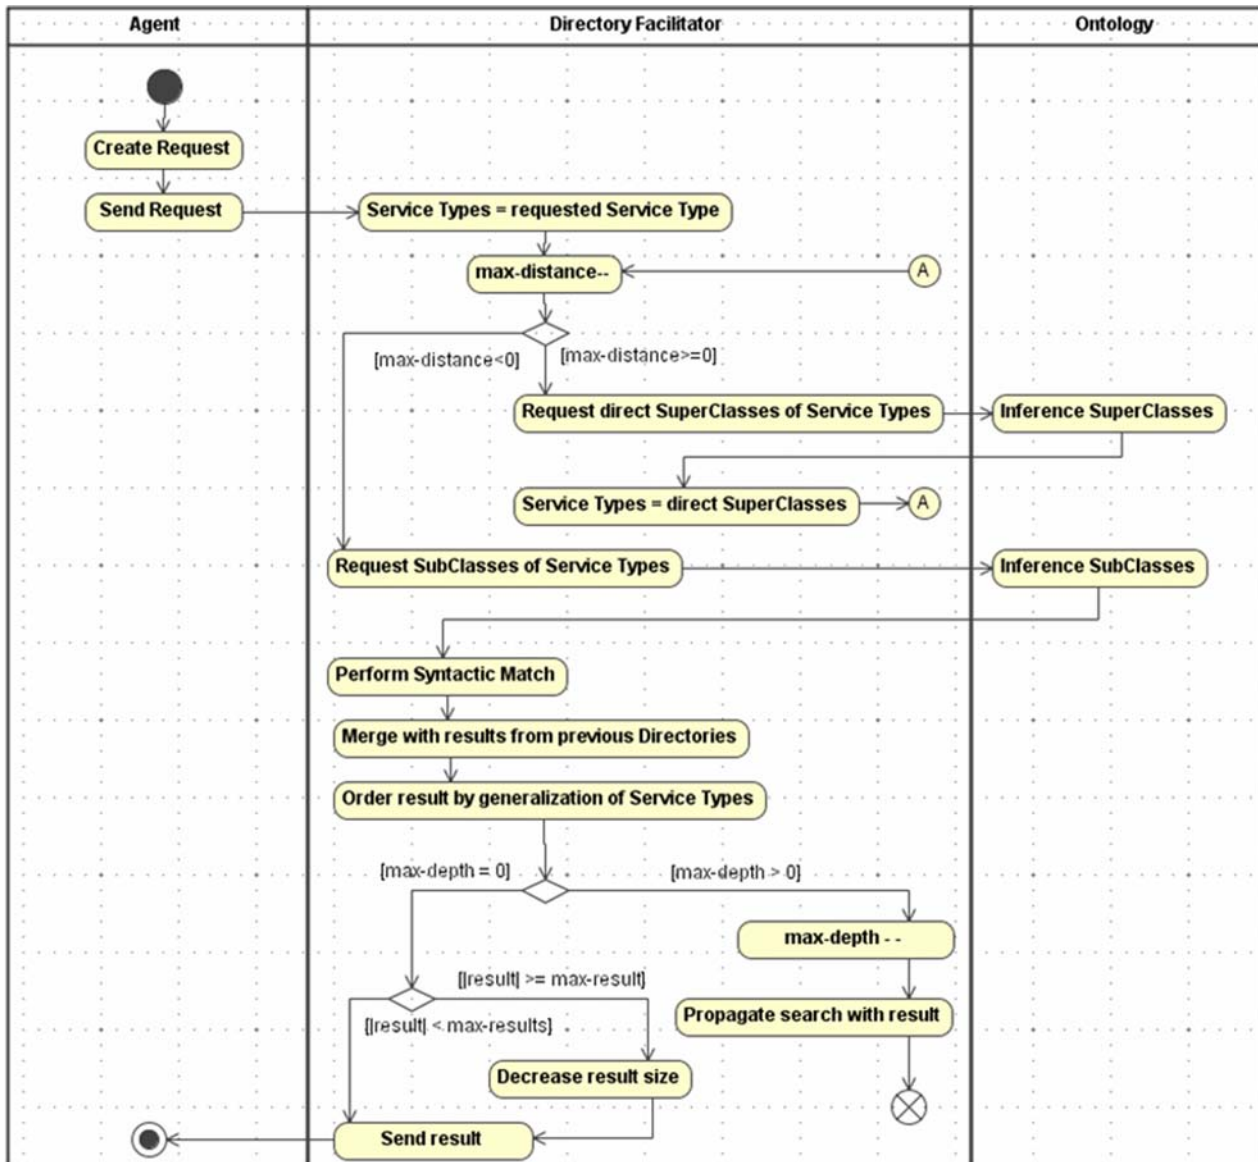 Agent
Directory Facilitator
Ontology
Create Request
Send Request
Service Types = requested Service Type
max-distance--
A
[max-distance<0]
[max-distance>=0]
Request direct SuperClasses of Service Types
Inference SuperClasses
Service Types = direct SuperClasses
A
Request SubClasses of Service Types
Inference SubClasses
Perform Syntactic Match
Merge with results from previous Directories
Order result by generalization of Service Types
[max-depth = 0]
[max-depth > 0]
max-depth - -
[|result| >= max-result]
Propagate search with result
[|result| < max-results]
Decrease result size
Send result